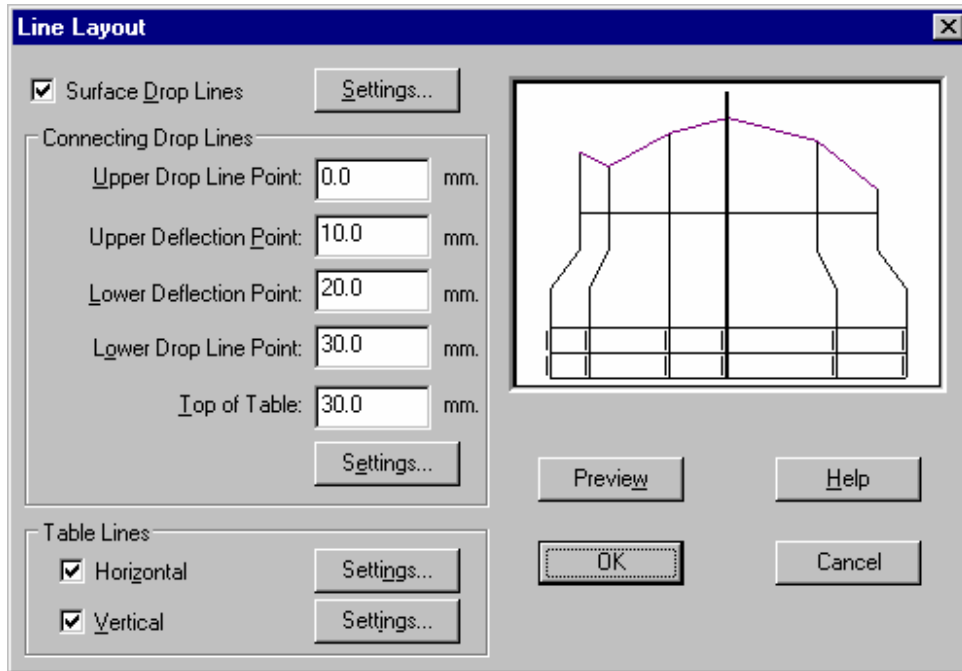 Line Layout
Surface Drop Lines Settings...
Connecting Drop Lines
Upper Drop Line Point: 0.0 mm.
Upper Deflection Point: 10.0 mm.
Lower Deflection Point: 20.0 mm.
Lower Drop Line Point: 30.0 mm.
Top of Table: 30.0 mm.
Settings...
Table Lines
Horizontal Settings...
Vertical Settings...
Preview Help
OK Cancel